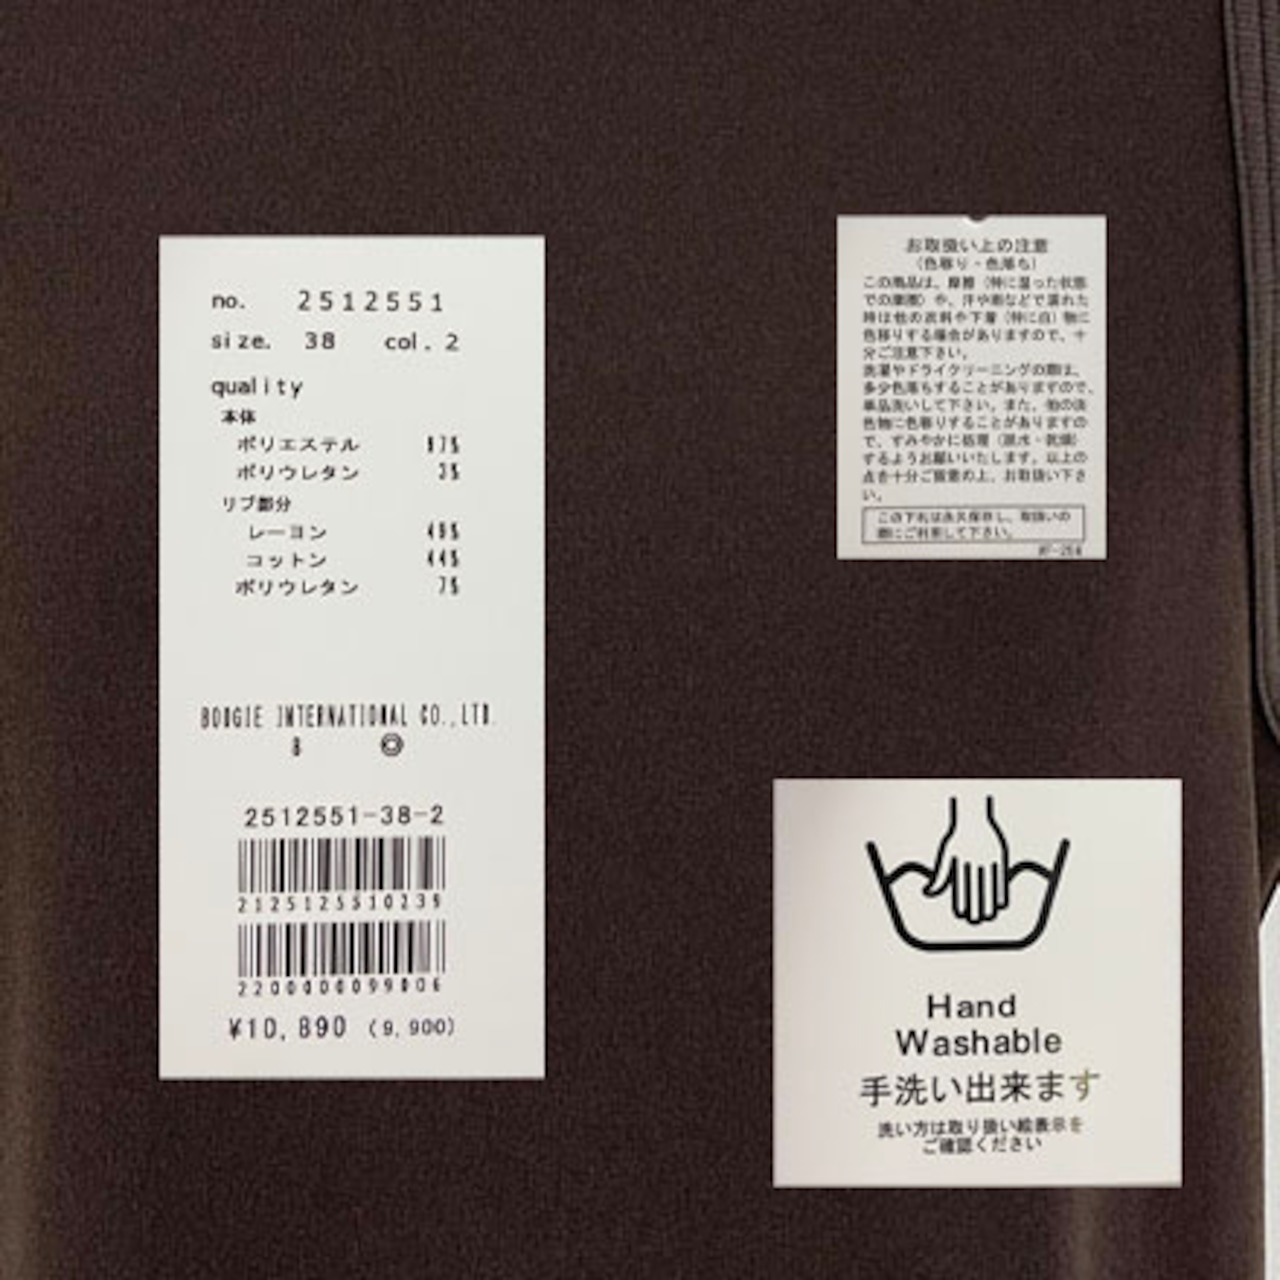 no. 2512551
size. 38 col. 2
quality
本体
ポリエステル 97%
ポリウレタン 3%
リブ部分
レーヨン 49%
コットン 44%
ポリウレタン 7%
BOUGIE INTERNATIONAL CO.,LTD.
8 ◎
2512551-38-2
2125125510239
2200000099006
¥10,890 (9,900)
お取扱い上の注意
(色移り・色落ち)
この商品は、摩擦(特に湿った状態
での摩擦)や、汗や雨などで濡れた
時は他の衣料や下着(特に白)物に
色移りする場合がありますので、十
分ご注意下さい。
洗濯やドライクリーニングの際は、
多少色落ちすることがありますので、
単品洗いして下さい。また、他の淡
色物に色移りすることがありますの
で、すみやかに処理(脱水・乾燥)
するようお願いいたします。以上の
点を十分ご留意の上、お取扱い下さ
い。
この下札は永久保存し、取扱いの
際にご利用して下さい。
Hand
Washable
手洗い出来ます
洗い方は取り扱い絵表示を
ご確認ください